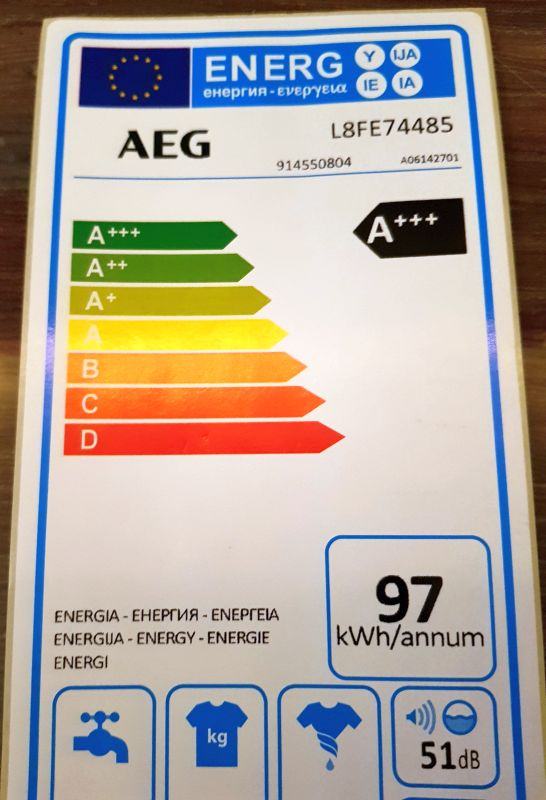 ENERG Y IJA
енергия - ενεργεια IE IA
AEG
L8FE74485
914550804 A06142701
A+++
A+++
A++
A+
A
B
C
D
97
kWh/annum
ENERGIA - ЕНЕРГИЯ - ΕΝΕΡΓΕΙΑ
ENERGIJA - ENERGY - ENERGIE
ENERGI
kg
51dB